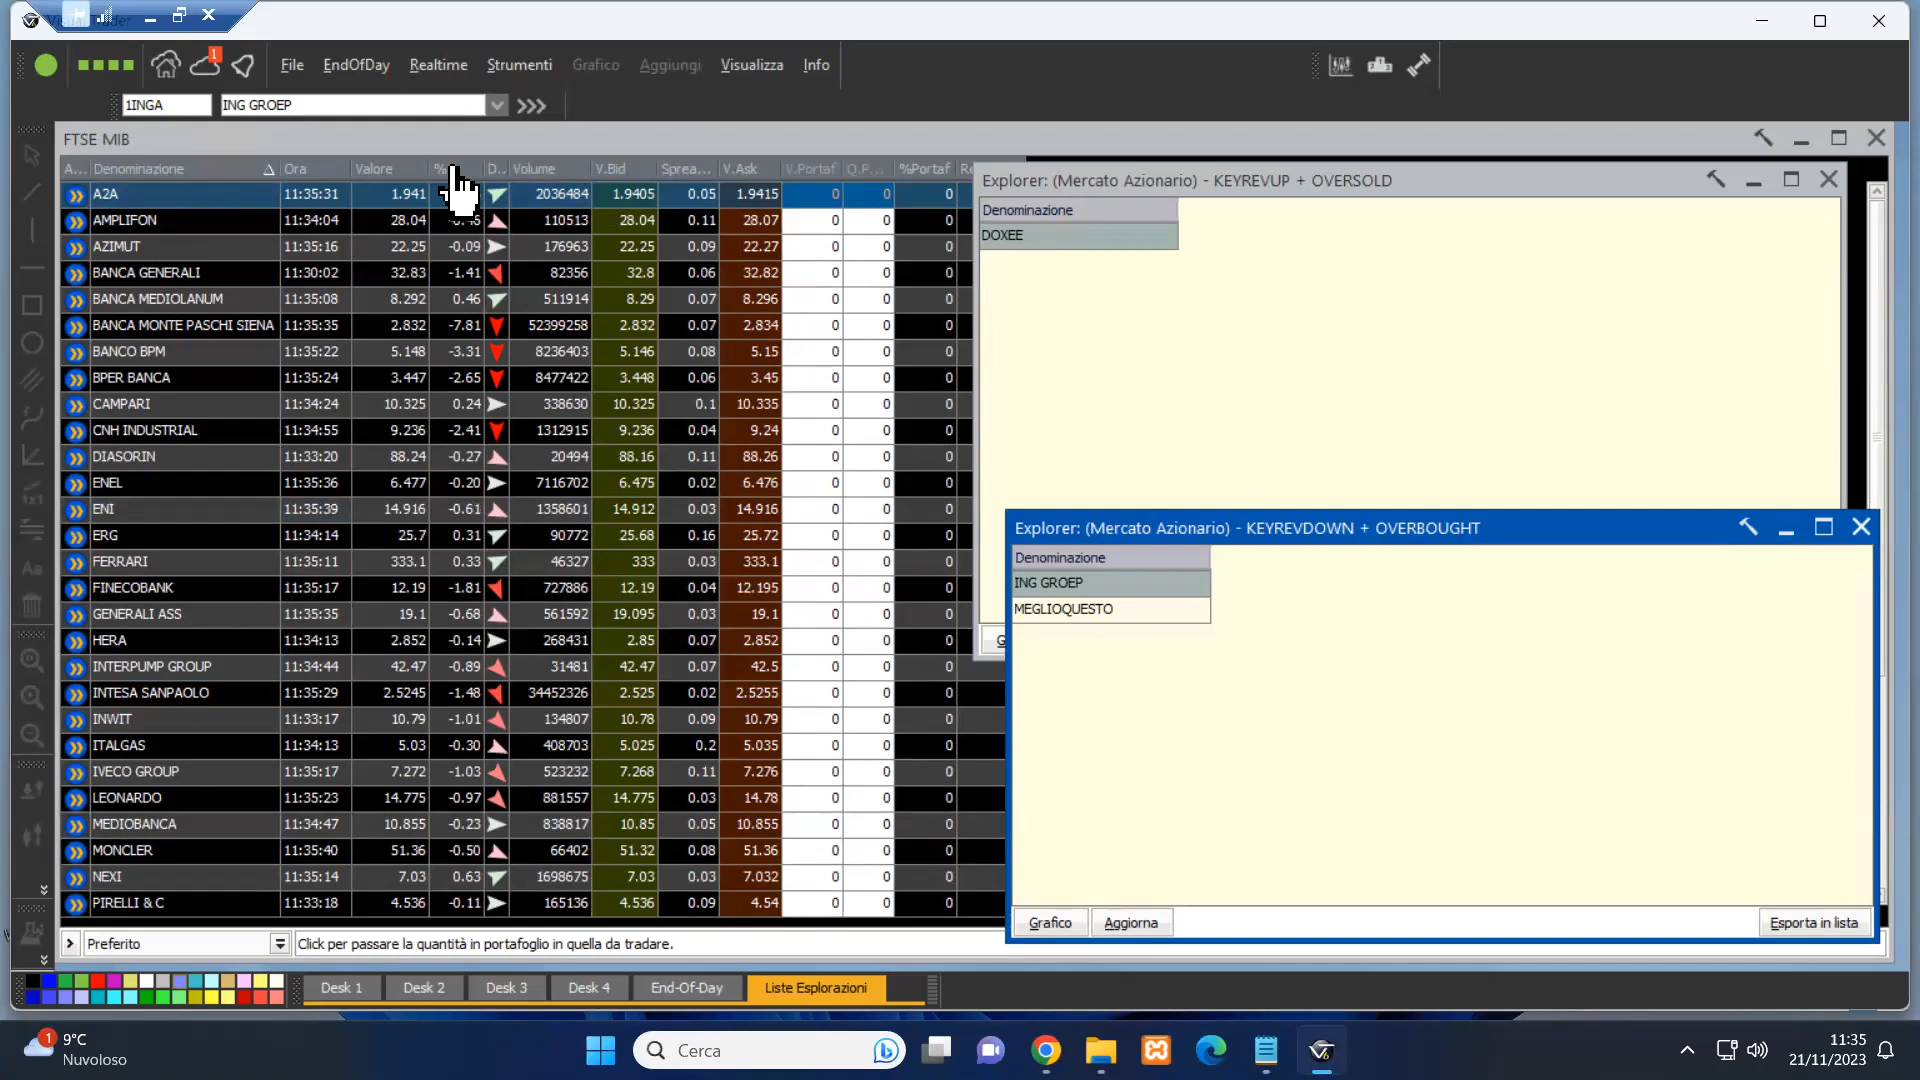 Visual Trader
1
File EndOfDay Realtime Strumenti Grafico Aggiungi Visualizza Info
1INGA ING GROEP
FTSE MIB
A... Denominazione Ora Valore % D.. Volume V.Bid Sprea... V.Ask V.Portaf Q.P... %Portaf Re
A2A 11:35:31 1.941 2036484 1.9405 0.05 1.9415 0 0 0
AMPLIFON 11:34:04 28.04 110513 28.04 0.11 28.07 0 0 0
AZIMUT 11:35:16 22.25 -0.09 176963 22.25 0.09 22.27 0 0 0
BANCA GENERALI 11:30:02 32.83 -1.41 82356 32.8 0.06 32.82 0 0 0
BANCA MEDIOLANUM 11:35:08 8.292 0.46 511914 8.29 0.07 8.296 0 0 0
BANCA MONTE PASCHI SIENA 11:35:35 2.832 -7.81 52399258 2.832 0.07 2.834 0 0 0
BANCO BPM 11:35:22 5.148 -3.31 8236403 5.146 0.08 5.15 0 0 0
BPER BANCA 11:35:24 3.447 -2.65 8477422 3.448 0.06 3.45 0 0 0
CAMPARI 11:34:24 10.325 0.24 338630 10.325 0.1 10.335 0 0 0
CNH INDUSTRIAL 11:34:55 9.236 -2.41 1312915 9.236 0.04 9.24 0 0 0
DIASORIN 11:33:20 88.24 -0.27 20494 88.16 0.11 88.26 0 0 0
ENEL 11:35:36 6.477 -0.20 7116702 6.475 0.02 6.476 0 0 0
ENI 11:35:39 14.916 -0.61 1358601 14.912 0.03 14.916 0 0 0
ERG 11:34:14 25.7 0.31 90772 25.68 0.16 25.72 0 0 0
FERRARI 11:35:11 333.1 0.33 46327 333 0.03 333.1 0 0 0
FINECOBANK 11:35:17 12.19 -1.81 727886 12.19 0.04 12.195 0 0 0
GENERALI ASS 11:35:35 19.1 -0.68 561592 19.095 0.03 19.1 0 0 0
HERA 11:34:13 2.852 -0.14 268431 2.85 0.07 2.852 0 0 0
INTERPUMP GROUP 11:34:44 42.47 -0.89 31481 42.47 0.07 42.5 0 0 0
INTESA SANPAOLO 11:35:29 2.5245 -1.48 34452326 2.525 0.02 2.5255 0 0 0
INWIT 11:33:17 10.79 -1.01 134807 10.78 0.09 10.79 0 0 0
ITALGAS 11:34:13 5.03 -0.30 408703 5.025 0.2 5.035 0 0 0
IVECO GROUP 11:35:17 7.272 -1.03 523232 7.268 0.11 7.276 0 0 0
LEONARDO 11:35:23 14.775 -0.97 881557 14.775 0.03 14.78 0 0 0
MEDIOBANCA 11:34:47 10.855 -0.23 838817 10.85 0.05 10.855 0 0 0
MONCLER 11:35:40 51.36 -0.50 66402 51.32 0.08 51.36 0 0 0
NEXI 11:35:14 7.03 0.63 1698675 7.03 0.03 7.032 0 0 0
PIRELLI & C 11:33:18 4.536 -0.11 165136 4.536 0.09 4.54 0 0 0
Preferito Click per passare la quantità in portafoglio in quella da tradare.
Explorer: (Mercato Azionario) - KEYREVUP + OVERSOLD
Denominazione
DOXEE
G
Explorer: (Mercato Azionario) - KEYREVDOWN + OVERBOUGHT
Denominazione
ING GROEP
MEGLIOQUESTO
Grafico Aggiorna Esporta in lista
Aa
Desk 1 Desk 2 Desk 3 Desk 4 End-Of-Day Liste Esplorazioni
1 9°C
Nuvoloso
Cerca
11:35
21/11/2023